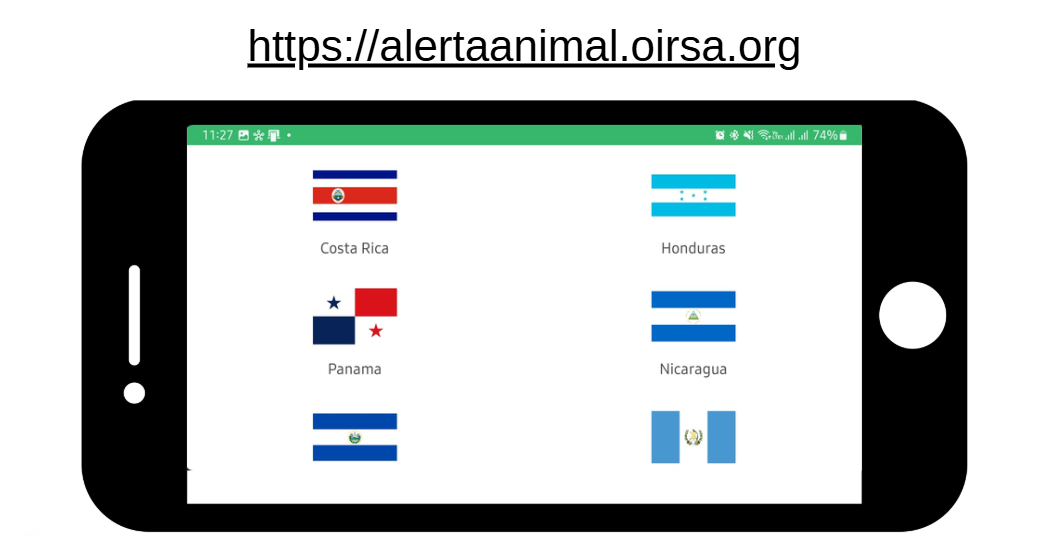 https://alertaanimal.oirsa.org
11:27 74%
Costa Rica Honduras
Panama Nicaragua